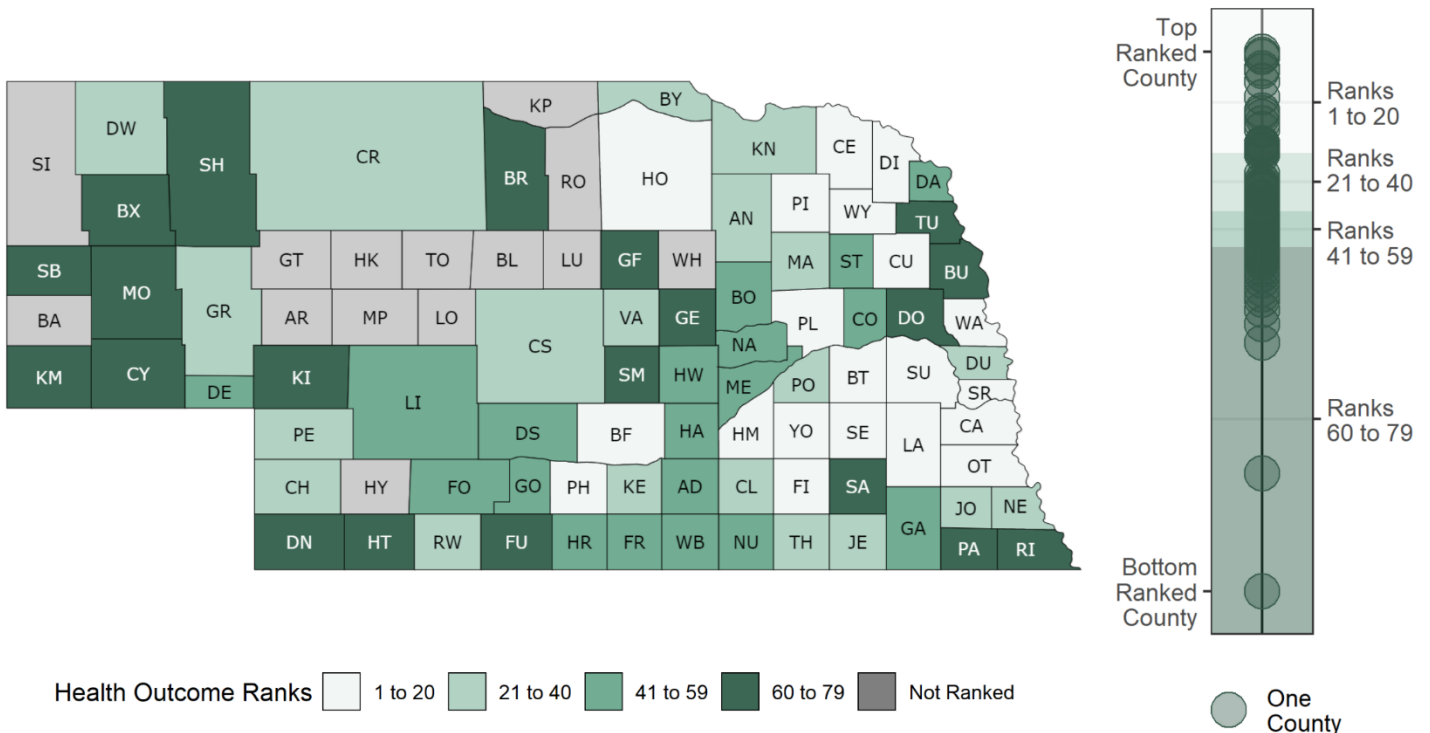 KP
BY
DW
SI
SH
CR
BR
RO
HO
KN
CE
DI
DA
BX
AN
PI
WY
TU
SB
MO
GR
GT
HK
TO
BL
LU
GF
WH
MA
ST
CU
BU
BA
AR
MP
LO
CS
VA
GE
BO
PL
CO
DO
WA
KM
CY
DE
KI
LI
SM
HW
NA
ME
PO
BT
SU
DU
SR
PE
DS
BF
HA
HM
YO
SE
LA
CA
OT
CH
HY
FO
GO
PH
KE
AD
CL
FI
SA
JO
NE
DN
HT
RW
FU
HR
FR
WB
NU
TH
JE
GA
PA
RI
Top
Ranked
County
Ranks
1 to 20
Ranks
21 to 40
Ranks
41 to 59
Ranks
60 to 79
Bottom
Ranked
County
Health Outcome Ranks 1 to 20 21 to 40 41 to 59 60 to 79 Not Ranked
One
County